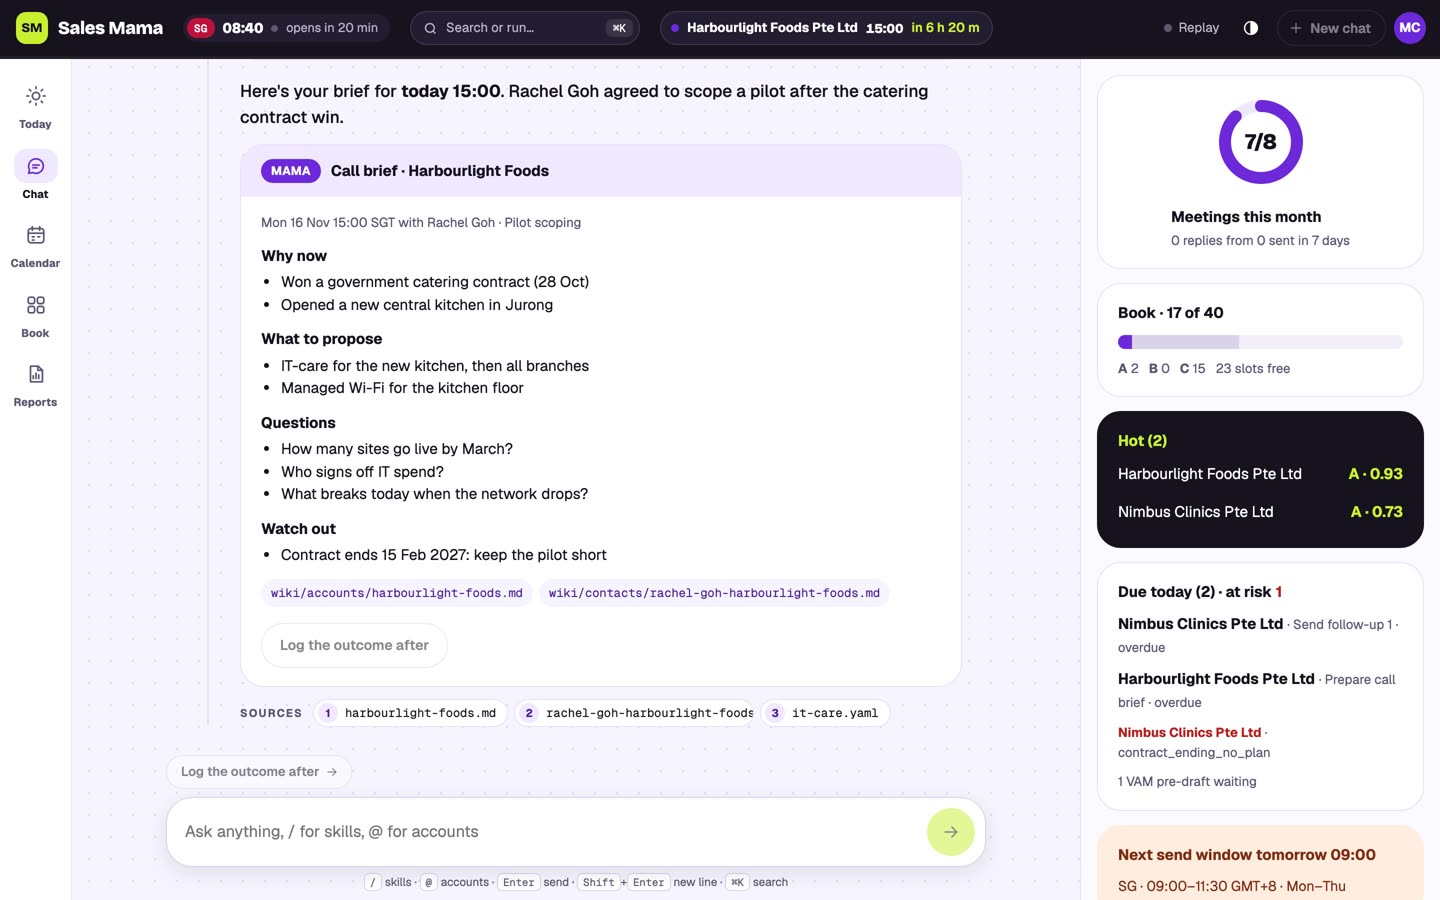 SM Sales Mama SG 08:40 opens in 20 min Search or run... ⌘K Harbourlight Foods Pte Ltd 15:00 in 6 h 20 m Replay + New chat MC
Today
Chat
Calendar
Book
Reports
Here's your brief for today 15:00. Rachel Goh agreed to scope a pilot after the catering
contract win.
MAMA Call brief · Harbourlight Foods
Mon 16 Nov 15:00 SGT with Rachel Goh · Pilot scoping
Why now
• Won a government catering contract (28 Oct)
• Opened a new central kitchen in Jurong
What to propose
• IT-care for the new kitchen, then all branches
• Managed Wi-Fi for the kitchen floor
Questions
• How many sites go live by March?
• Who signs off IT spend?
• What breaks today when the network drops?
Watch out
• Contract ends 15 Feb 2027: keep the pilot short
wiki/accounts/harbourlight-foods.md wiki/contacts/rachel-goh-harbourlight-foods.md
Log the outcome after
SOURCES 1 harbourlight-foods.md 2 rachel-goh-harbourlight-foods 3 it-care.yaml
Log the outcome after →
Ask anything, / for skills, @ for accounts
/ skills · @ accounts · Enter send · Shift + Enter new line · ⌘K search
7/8
Meetings this month
0 replies from 0 sent in 7 days
Book · 17 of 40
A 2 B 0 C 15 23 slots free
Hot (2)
Harbourlight Foods Pte Ltd A · 0.93
Nimbus Clinics Pte Ltd A · 0.73
Due today (2) · at risk 1
Nimbus Clinics Pte Ltd · Send follow-up 1 ·
overdue
Harbourlight Foods Pte Ltd · Prepare call
brief · overdue
Nimbus Clinics Pte Ltd ·
contract_ending_no_plan
1 VAM pre-draft waiting
Next send window tomorrow 09:00
SG · 09:00–11:30 GMT+8 · Mon–Thu